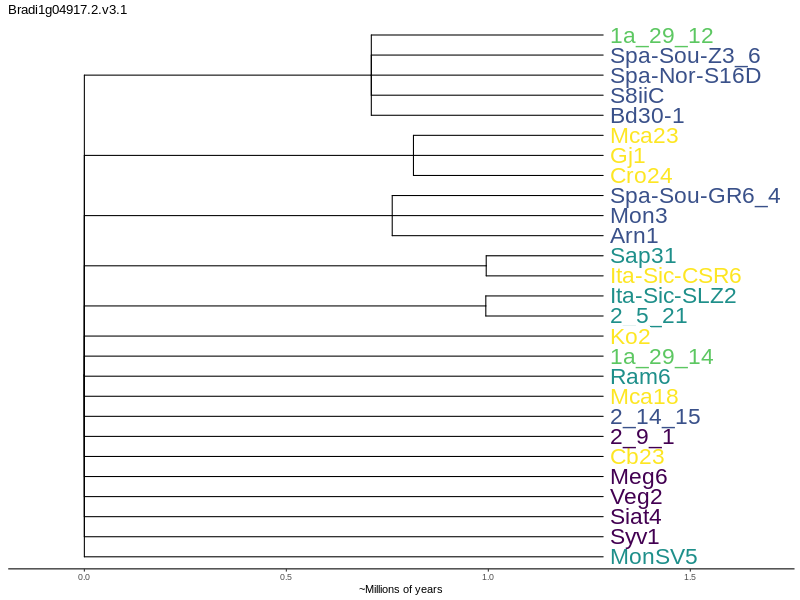 Bradi1g04917.2.v3.1
1a_29_12
Spa-Sou-Z3_6
Spa-Nor-S16D
S8iiC
Bd30-1
Mca23
Gj1
Cro24
Spa-Sou-GR6_4
Mon3
Arn1
Sap31
Ita-Sic-CSR6
Ita-Sic-SLZ2
2_5_21
Ko2
1a_29_14
Ram6
Mca18
2_14_15
2_9_1
Cb23
Meg6
Veg2
Siat4
Syv1
MonSV5
0.0 0.5 1.0 1.5
~Millions of years